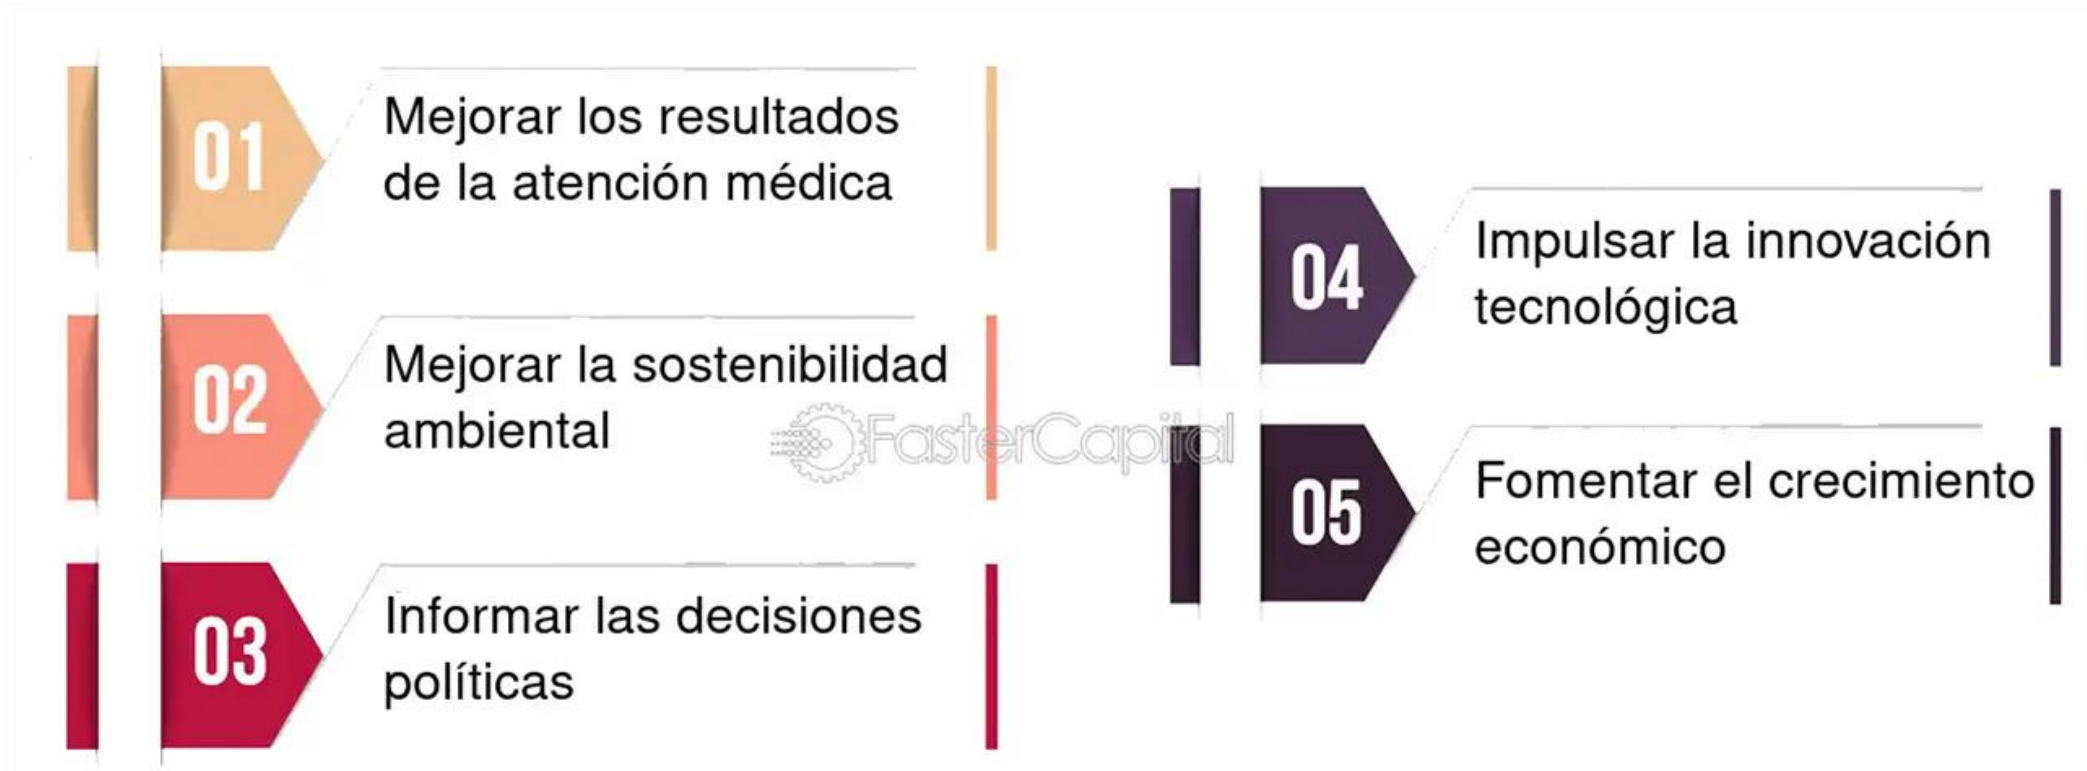 01
Mejorar los resultados
de la atención médica
02
Mejorar la sostenibilidad
ambiental
03
Informar las decisiones
políticas
04
Impulsar la innovación
tecnológica
05
Fomentar el crecimiento
económico
FasterCapital